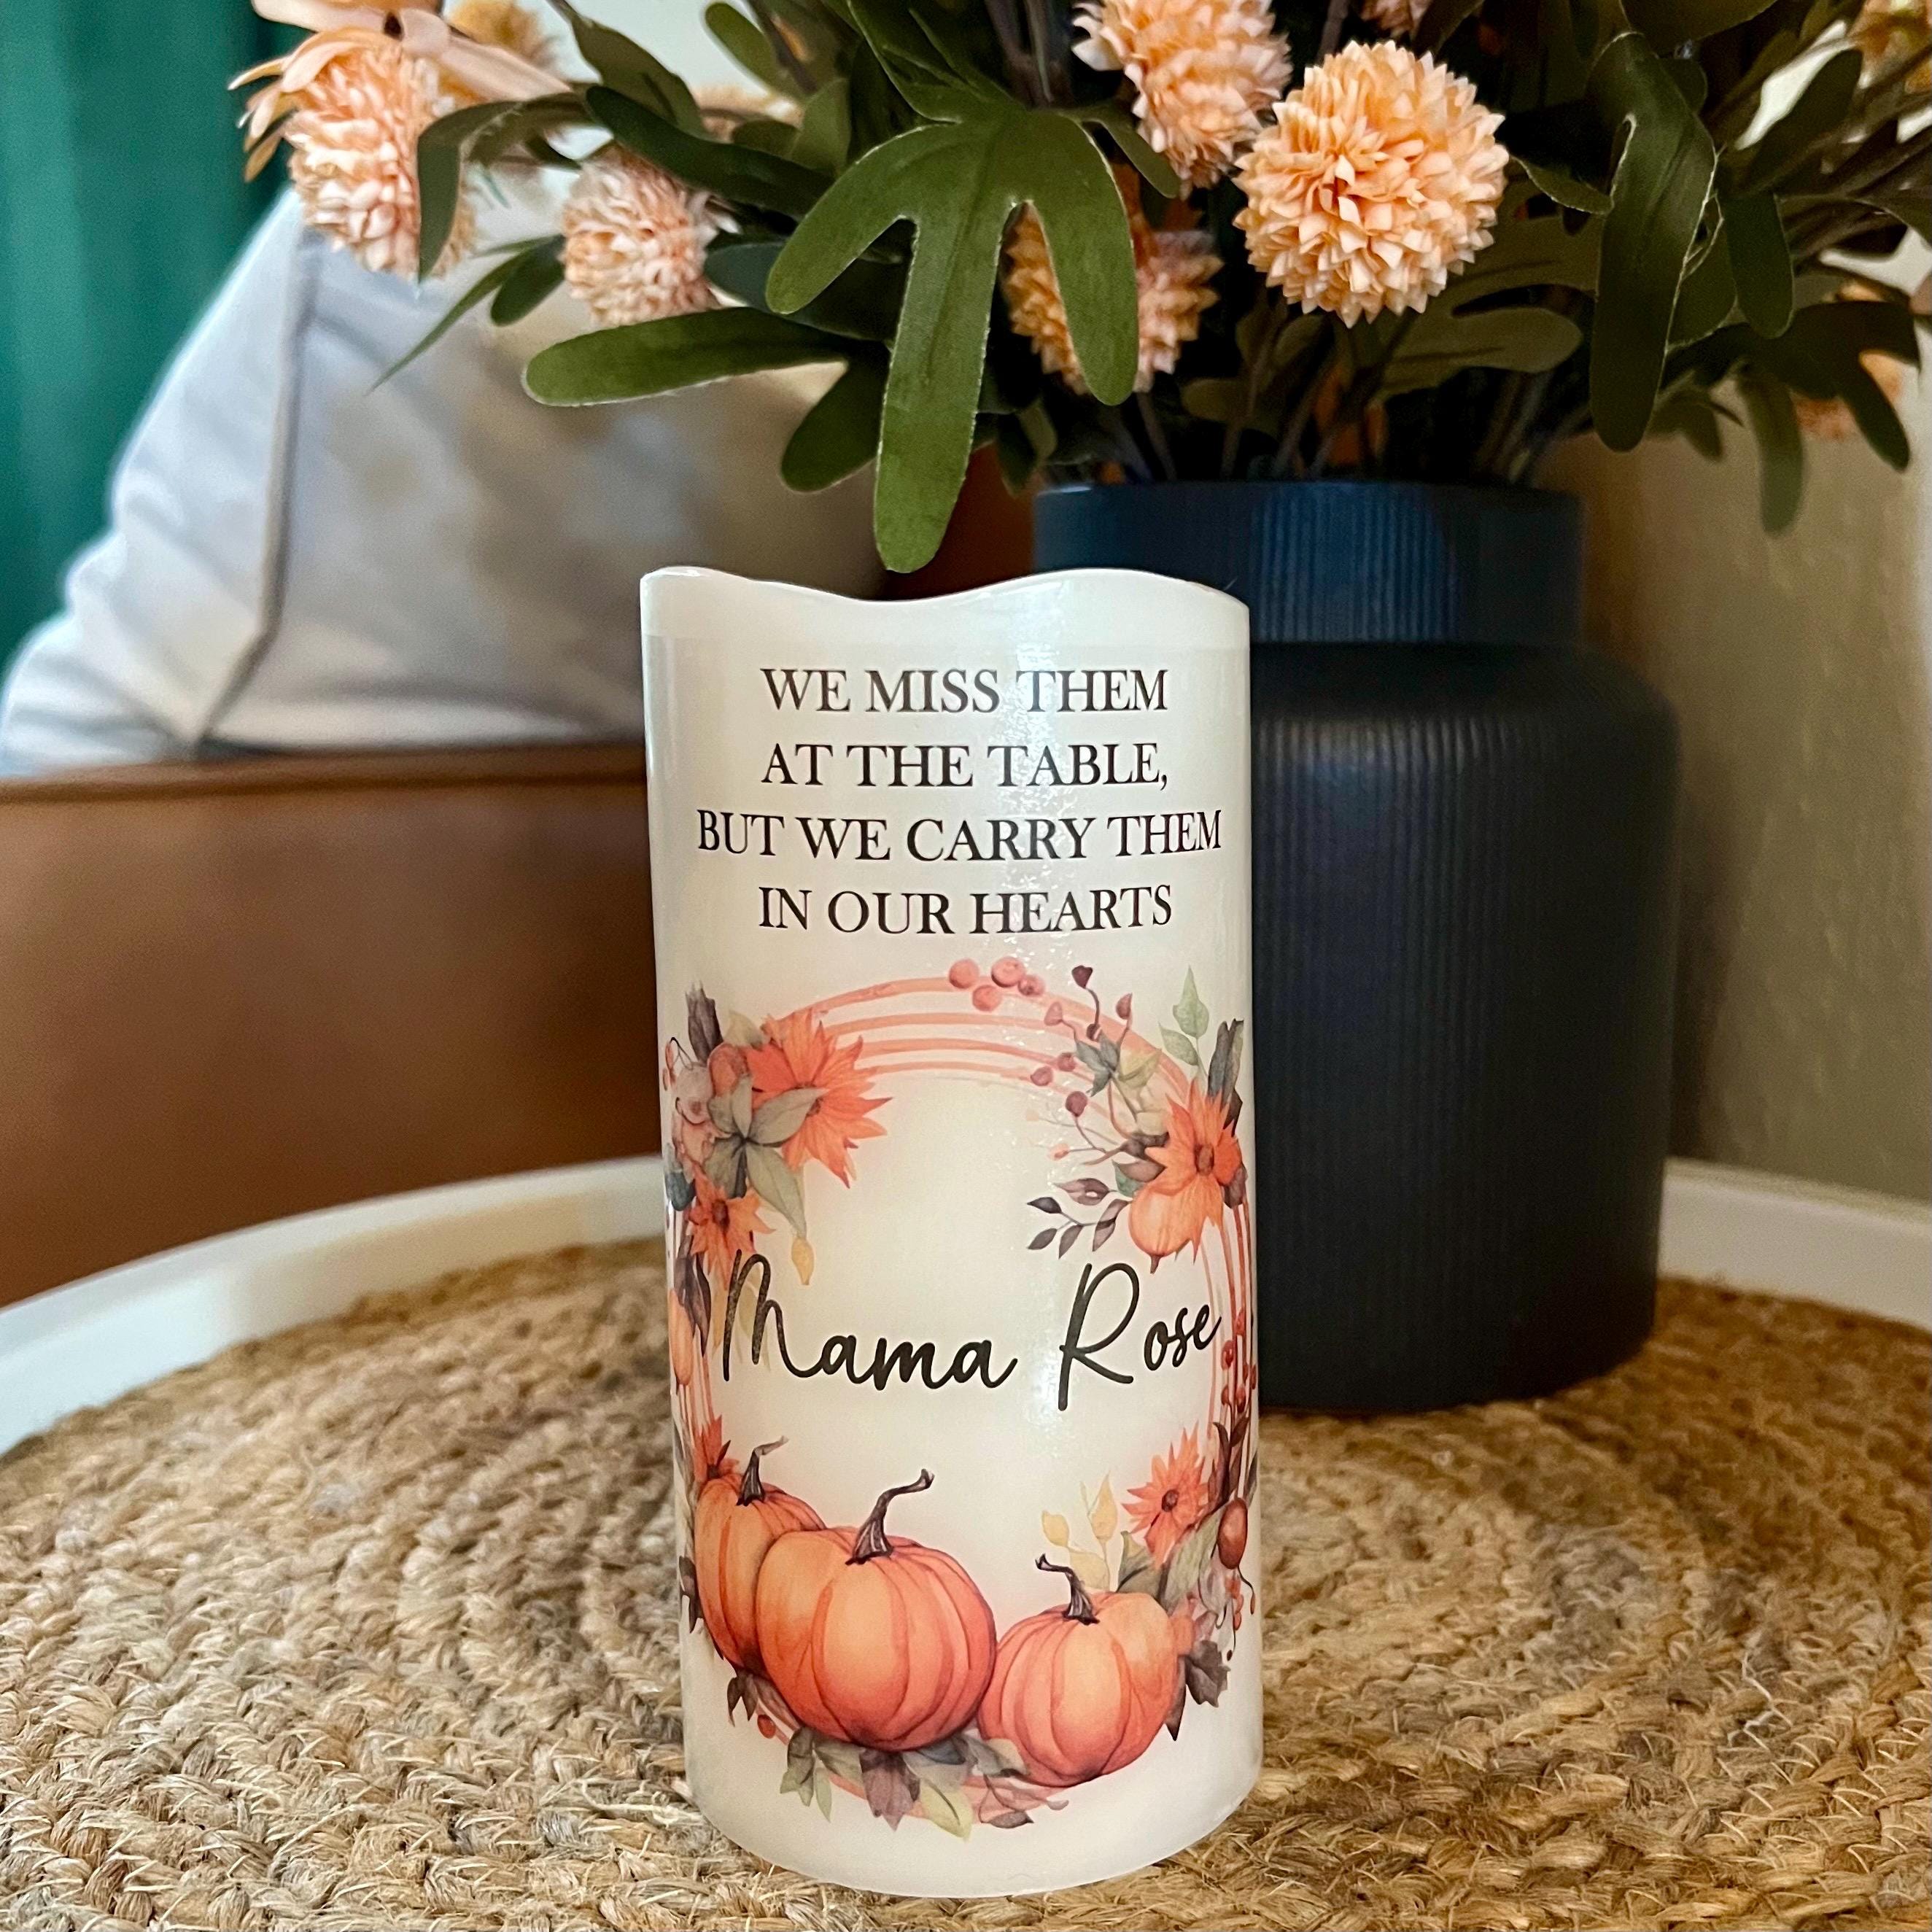 WE MISS THEM
AT THE TABLE,
BUT WE CARRY THEM
IN OUR HEARTS
Mama Rose